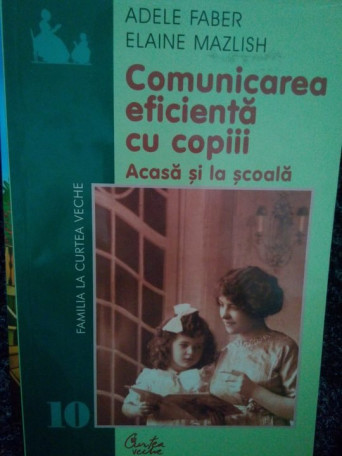 ADELE FABER
ELAINE MAZLISH
Comunicarea
eficientă
cu copiii
Acasă și la școală
FAMILIA LA CURTEA VECHE
10
Curtea
veche